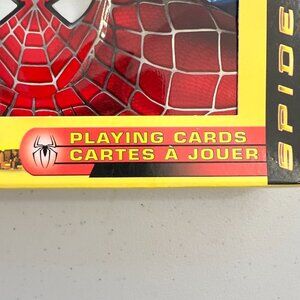 PLAYING CARDS
CARTES À JOUER
SPIDE